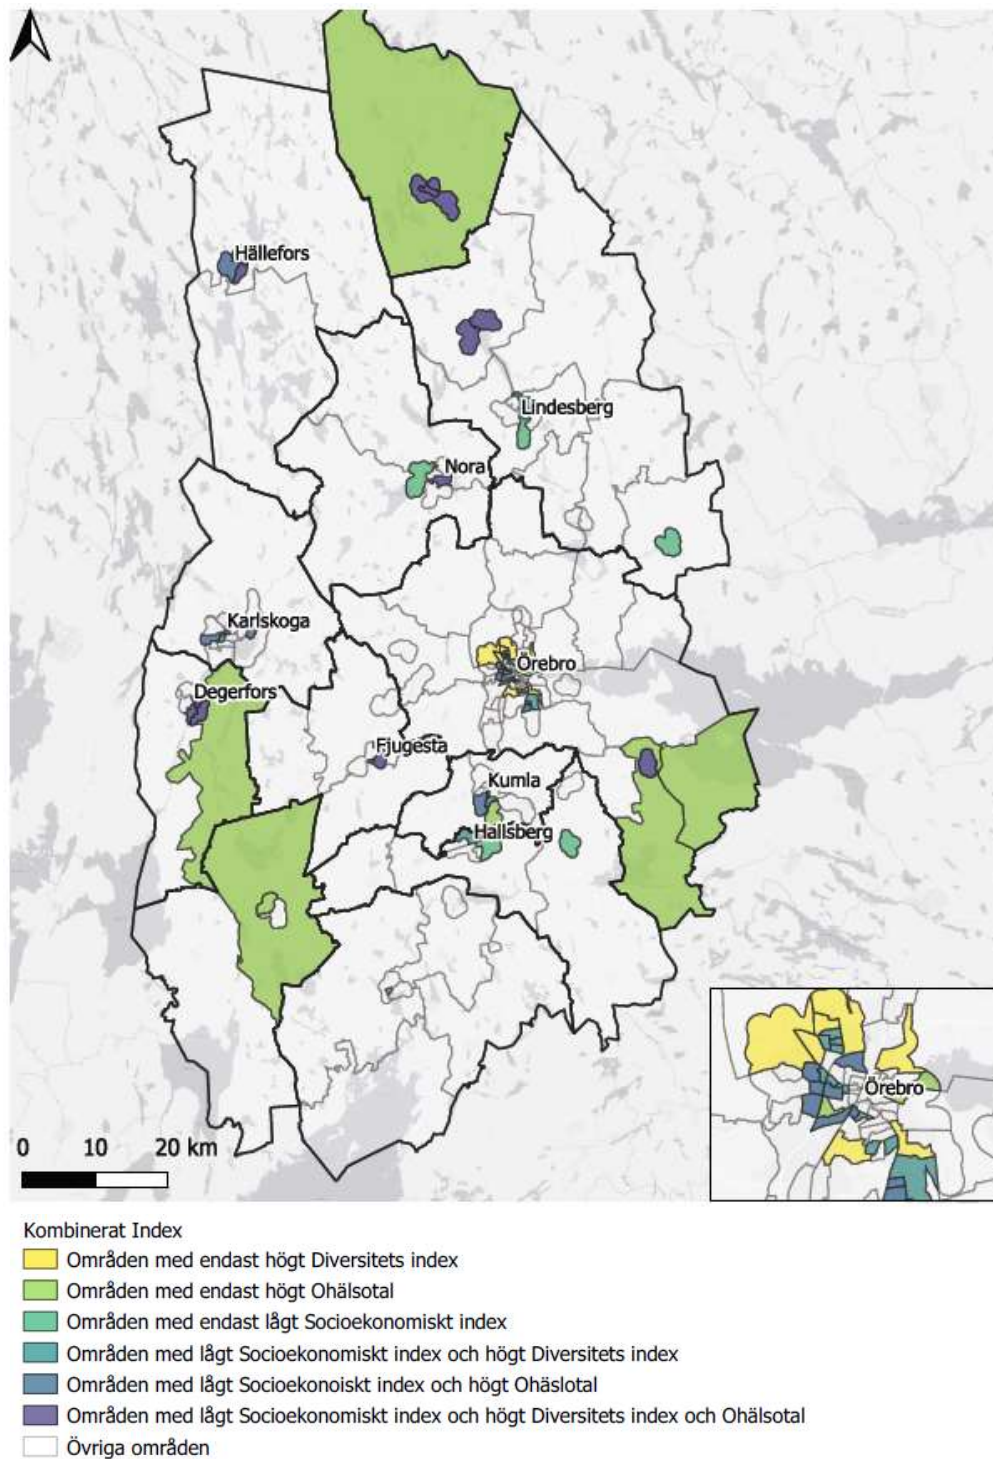 Hällefors
Lindesberg
Nora
Karlskoga
Örebro
Degerfors
Fjugesta
Kumla
Hallsberg
Örebro
0 10 20 km
Kombinerat Index
Områden med endast högt Diversitets index
Områden med endast högt Ohälsotal
Områden med endast lågt Socioekonomiskt index
Områden med lågt Socioekonomiskt index och högt Diversitets index
Områden med lågt Socioekonoiskt index och högt Ohäslotal
Områden med lågt Socioekonomiskt index och högt Diversitets index och Ohälsotal
Övriga områden